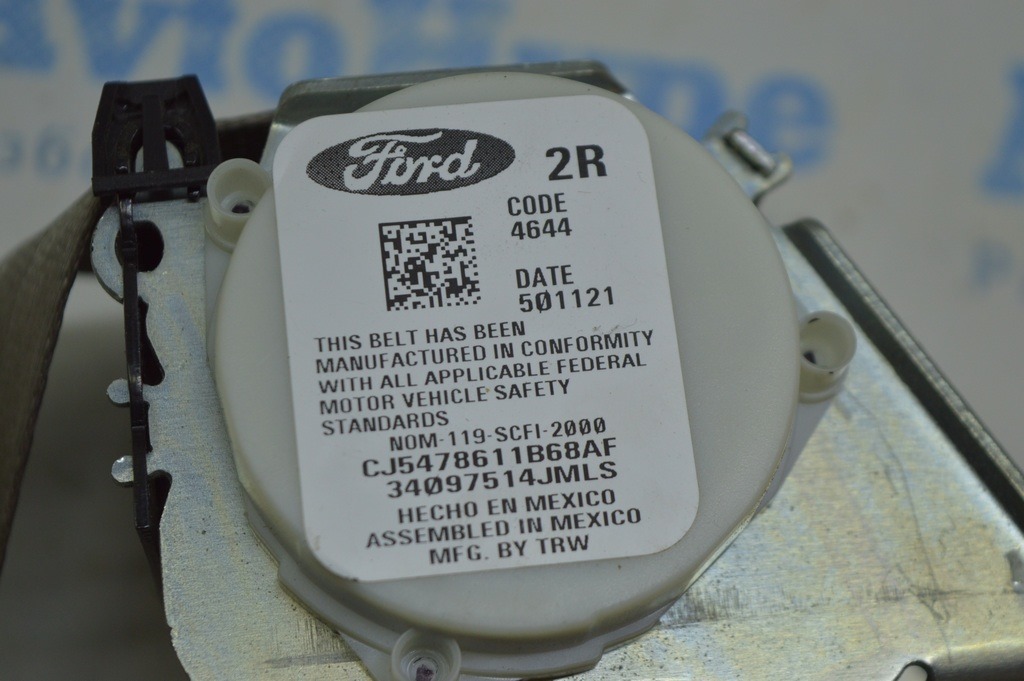 Ford
2R
CODE
4644
DATE
5Ø1121
THIS BELT HAS BEEN
MANUFACTURED IN CONFORMITY
WITH ALL APPLICABLE FEDERAL
MOTOR VEHICLE SAFETY
STANDARDS
NOM-119-SCFI-2000
CJ5478611B68AF
34Ø97514JMLS
HECHO EN MEXICO
ASSEMBLED IN MEXICO
MFG. BY TRW